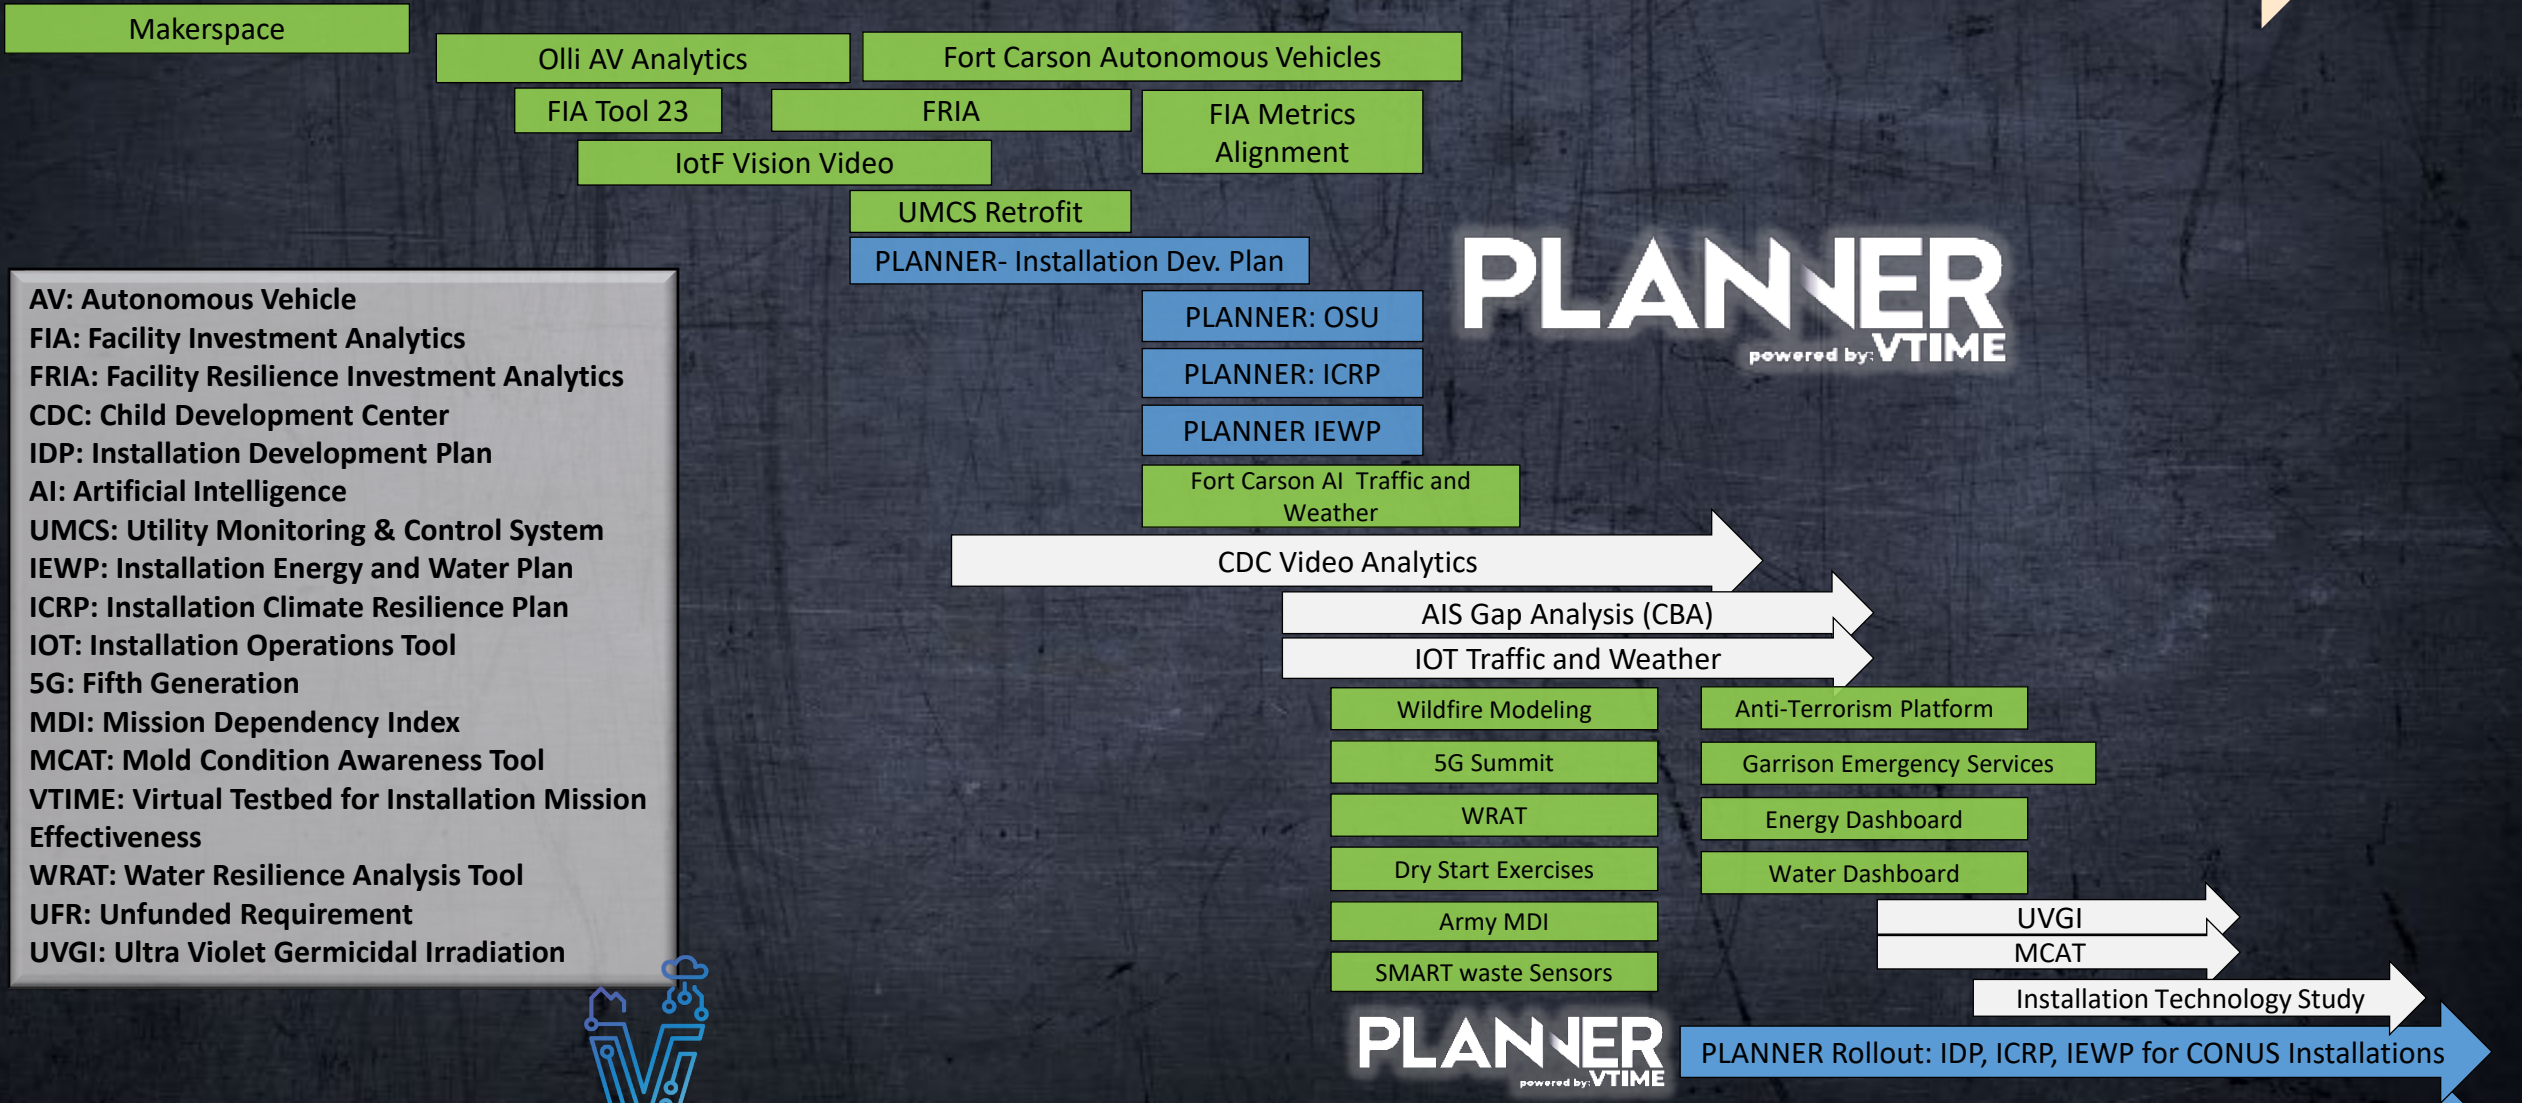 Makerspace
Olli AV Analytics
Fort Carson Autonomous Vehicles
FIA Tool 23
FRIA
FIA Metrics
Alignment
IotF Vision Video
UMCS Retrofit
PLANNER- Installation Dev. Plan
PLANNER: OSU
PLANNER: ICRP
PLANNER IEWP
PLANNER
powered by: VTIME
Fort Carson AI  Traffic and
Weather
CDC Video Analytics
AIS Gap Analysis (CBA)
IOT Traffic and Weather
AV: Autonomous Vehicle
FIA: Facility Investment Analytics
FRIA: Facility Resilience Investment Analytics
CDC: Child Development Center
IDP: Installation Development Plan
AI: Artificial Intelligence
UMCS: Utility Monitoring & Control System
IEWP: Installation Energy and Water Plan
ICRP: Installation Climate Resilience Plan
IOT: Installation Operations Tool
5G: Fifth Generation
MDI: Mission Dependency Index
MCAT: Mold Condition Awareness Tool
VTIME: Virtual Testbed for Installation Mission
Effectiveness
WRAT: Water Resilience Analysis Tool
UFR: Unfunded Requirement
UVGI: Ultra Violet Germicidal Irradiation
Wildfire Modeling
5G Summit
WRAT
Dry Start Exercises
Army MDI
SMART waste Sensors
Anti-Terrorism Platform
Garrison Emergency Services
Energy Dashboard
Water Dashboard
UVGI
MCAT
Installation Technology Study
PLANNER
powered by: VTIME
PLANNER Rollout: IDP, ICRP, IEWP for CONUS Installations